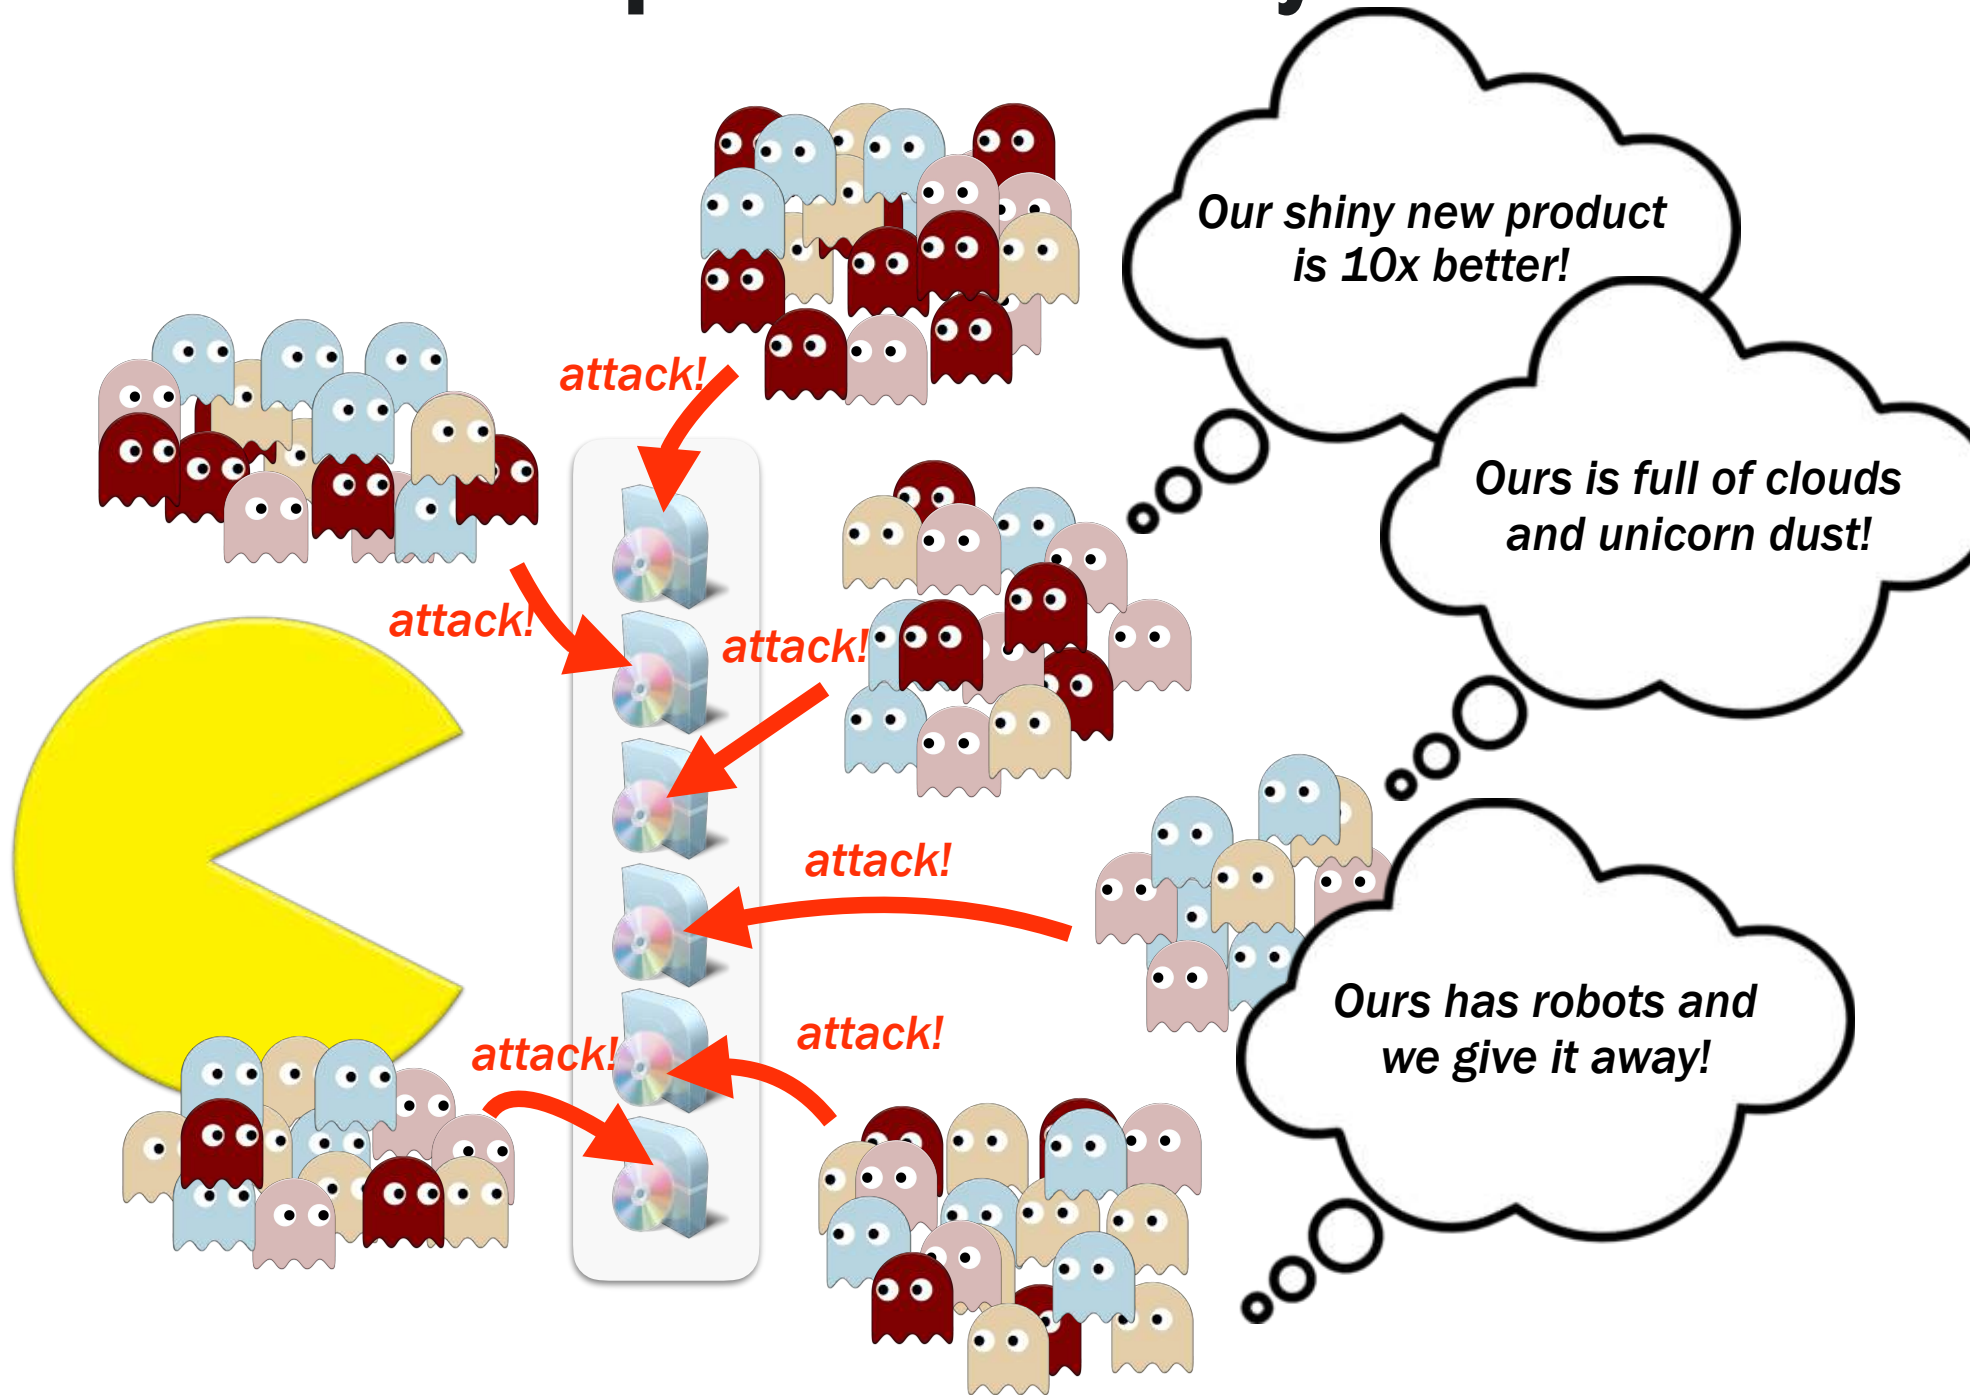 Our shiny new product
is 10x better!
attack!
Ours is full of clouds
and unicorn dust!
attack!
attack!
attack!
Ours has robots and
we give it away!
attack!
attack!